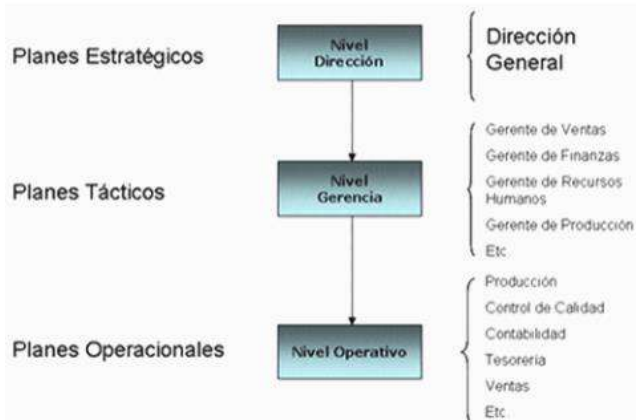 Planes Estratégicos
Nivel
Dirección
Dirección
General
Planes Tácticos
Nivel
Gerencia
Gerente de Ventas
Gerente de Finanzas
Gerente de Recursos
Humanos
Gerente de Producción
Etc
Planes Operacionales
Nivel Operativo
Producción
Control de Calidad
Contabilidad
Tesorería
Ventas
Etc